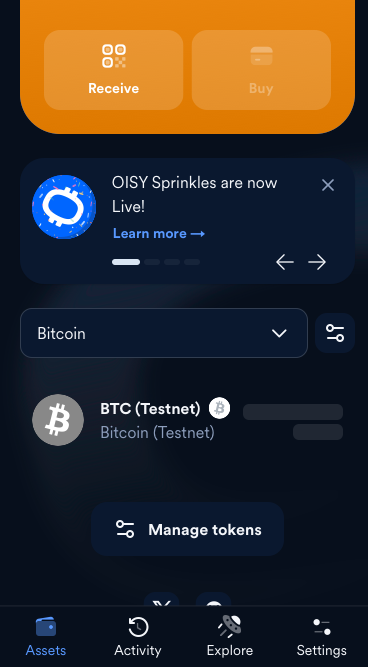 Receive
Buy
OISY Sprinkles are now
Live!
Learn more →
Bitcoin
BTC (Testnet)
Bitcoin (Testnet)
Manage tokens
Assets
Activity
Explore
Settings